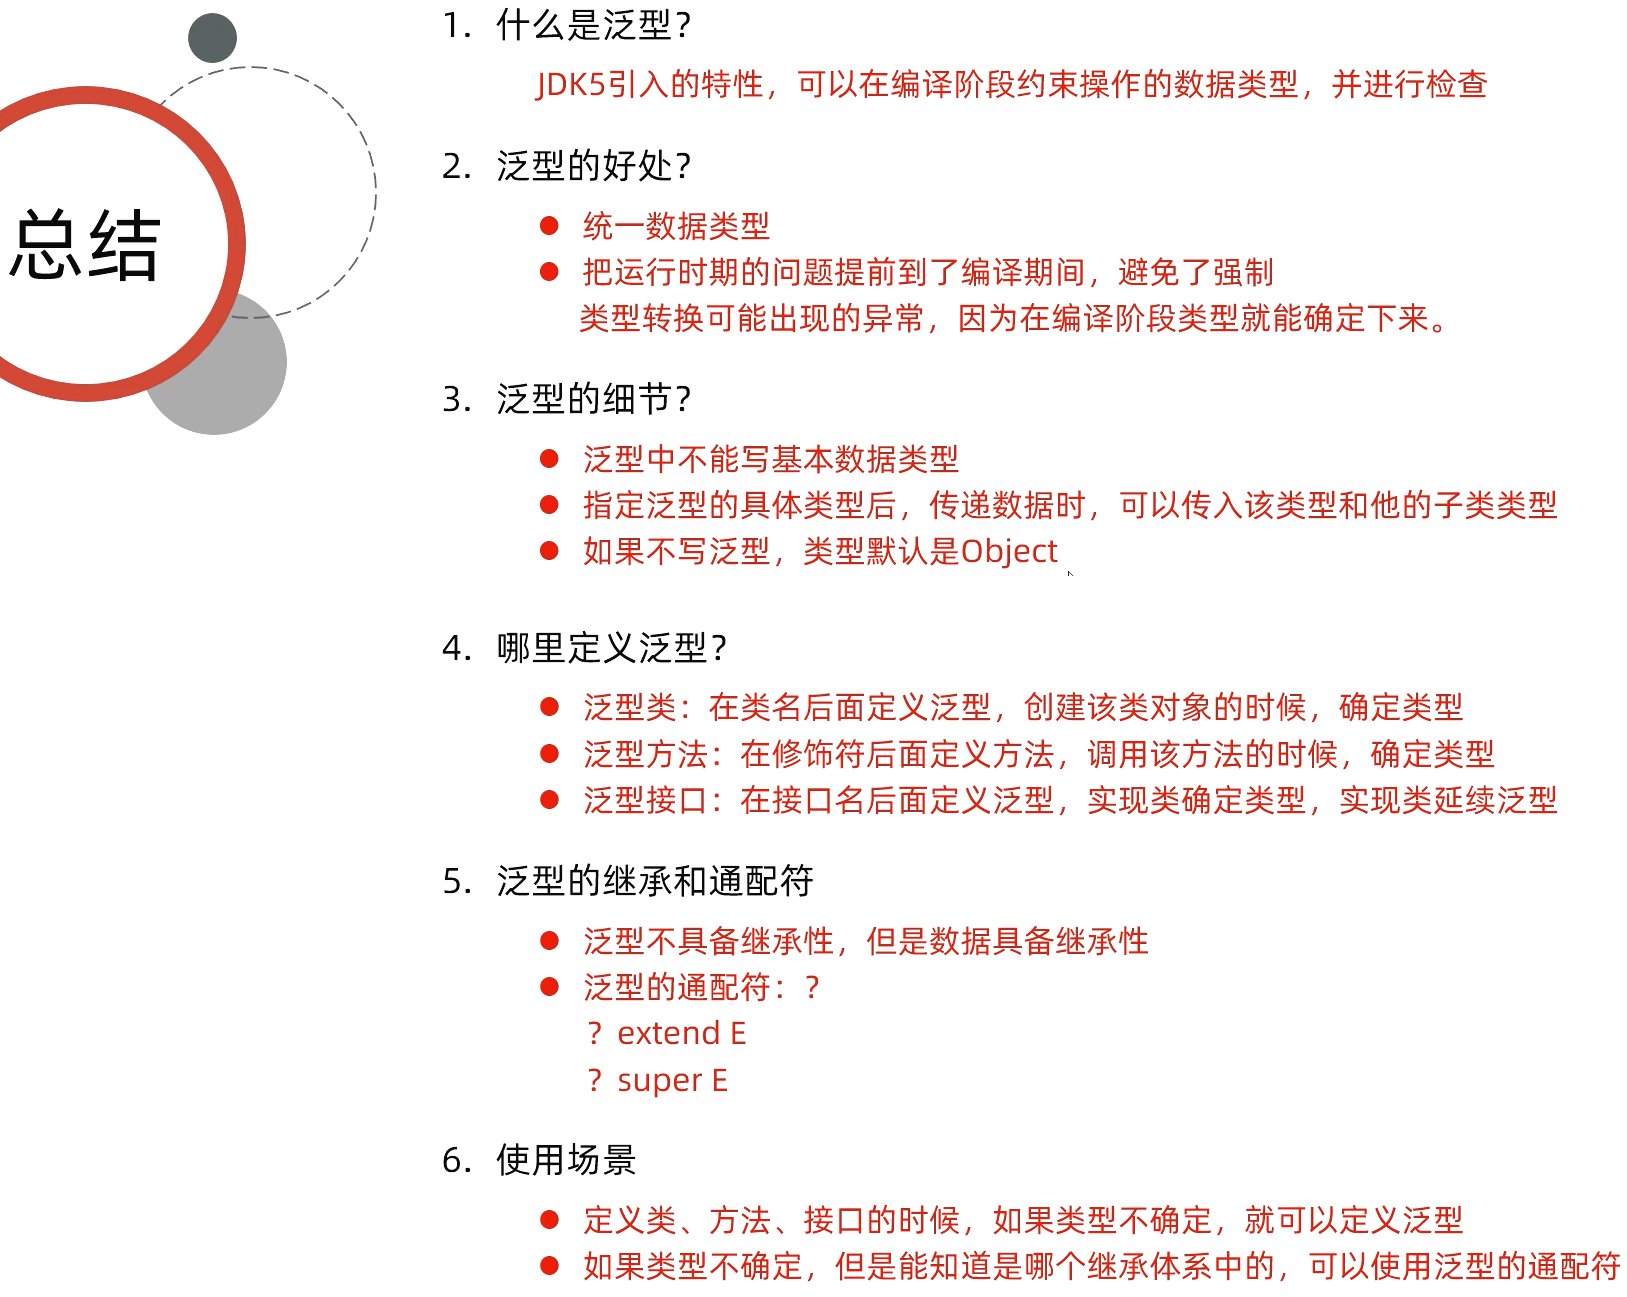 总结
1. 什么是泛型？
JDK5引入的特性，可以在编译阶段约束操作的数据类型，并进行检查
2. 泛型的好处？
● 统一数据类型
● 把运行时期的问题提前到了编译期间，避免了强制
类型转换可能出现的异常，因为在编译阶段类型就能确定下来。
3. 泛型的细节？
● 泛型中不能写基本数据类型
● 指定泛型的具体类型后，传递数据时，可以传入该类型和他的子类类型
● 如果不写泛型，类型默认是Object
4. 哪里定义泛型？
● 泛型类：在类名后面定义泛型，创建该类对象的时候，确定类型
● 泛型方法：在修饰符后面定义方法，调用该方法的时候，确定类型
● 泛型接口：在接口名后面定义泛型，实现类确定类型，实现类延续泛型
5. 泛型的继承和通配符
● 泛型不具备继承性，但是数据具备继承性
● 泛型的通配符：？
？extend E
？super E
6. 使用场景
● 定义类、方法、接口的时候，如果类型不确定，就可以定义泛型
● 如果类型不确定，但是能知道是哪个继承体系中的，可以使用泛型的通配符